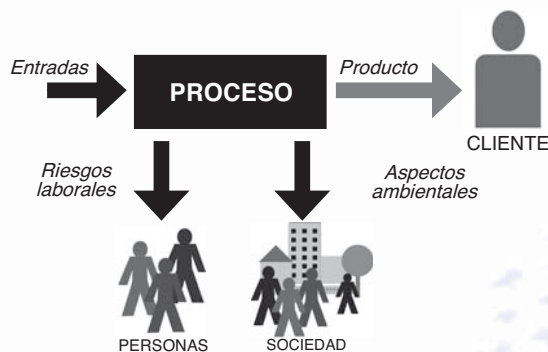 Entradas
PROCESO
Producto
CLIENTE
Riesgos
laborales
Aspectos
ambientales
PERSONAS
SOCIEDAD